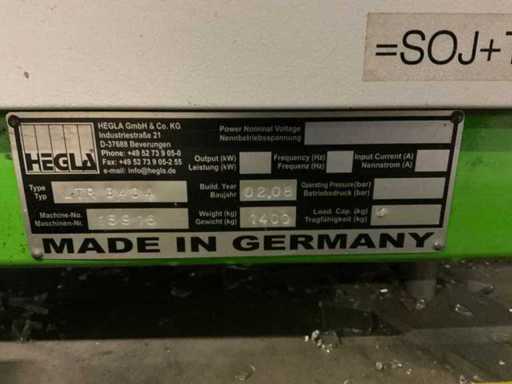 =SOJ+
HEGLA
HEGLA GmbH & Co. KG
Industriestraße 21
D-37688 Beverungen
Phone: +49 52 73 9 05-0
Fax: +49 52 73 9 05-2 55
e-mail: info@hegla.de
Power Nominal Voltage
Nennbetriebsspannung
Output (kW)
Leistung (kW)
Frequency (Hz)
Frequenz (Hz)
Input Current (A)
Nennstrom (A)
Type
Typ
Build. Year
Baujahr
02.08
Operating Pressure(bar)
Betriebsdruck (bar)
Machine-No.
Maschinen-Nr.
Weight (kg)
Gewicht (kg)
1400
Load. Cap. (kg)
Tragfähigkeit (kg)
MADE IN GERMANY